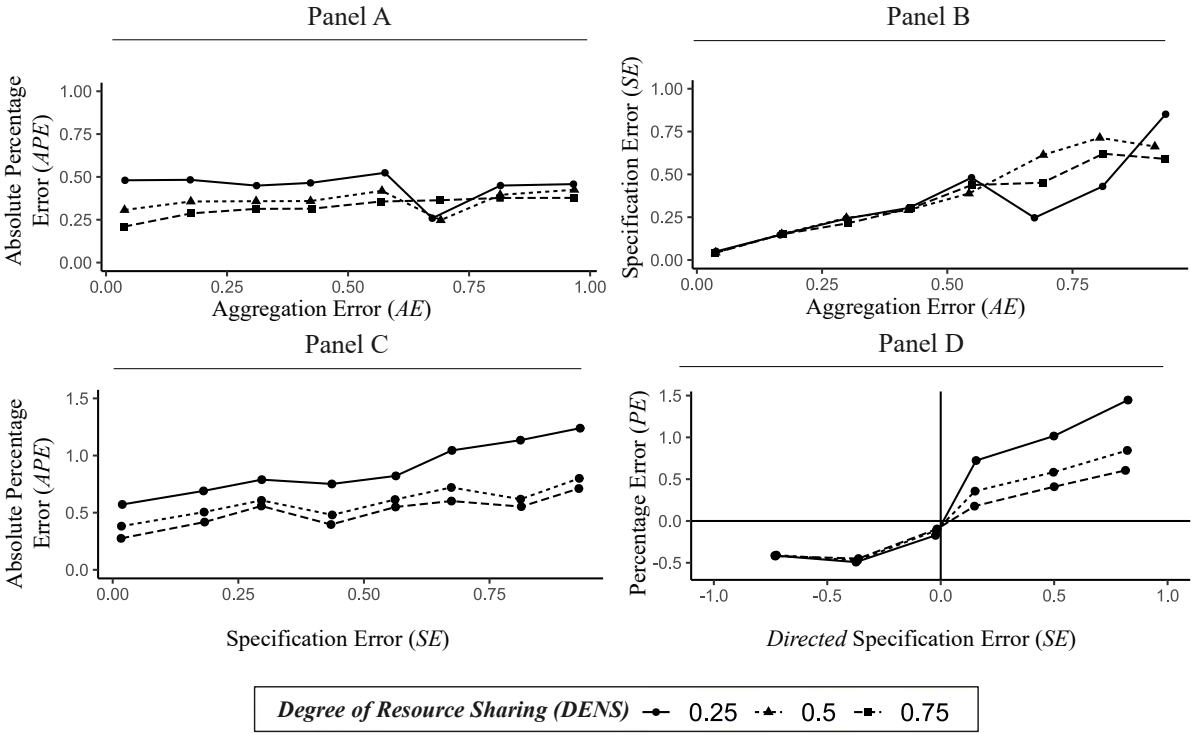 Panel A
Absolute Percentage
Error (APE)
1.00
0.75
0.50
0.25
0.00
0.00 0.25 0.50 0.75 1.00
Aggregation Error (AE)
Panel B
Specification Error (SE)
1.00
0.75
0.50
0.25
0.00
0.00 0.25 0.50 0.75
Aggregation Error (AE)
Panel C
Absolute Percentage
Error (APE)
1.5
1.0
0.5
0.0
0.00 0.25 0.50 0.75
Specification Error (SE)
Panel D
Percentage Error (PE)
1.5
1.0
0.5
0.0
-0.5
-1.0 -0.5 0.0 0.5 1.0
Directed Specification Error (SE)
Degree of Resource Sharing (DENS) 0.25 0.5 0.75